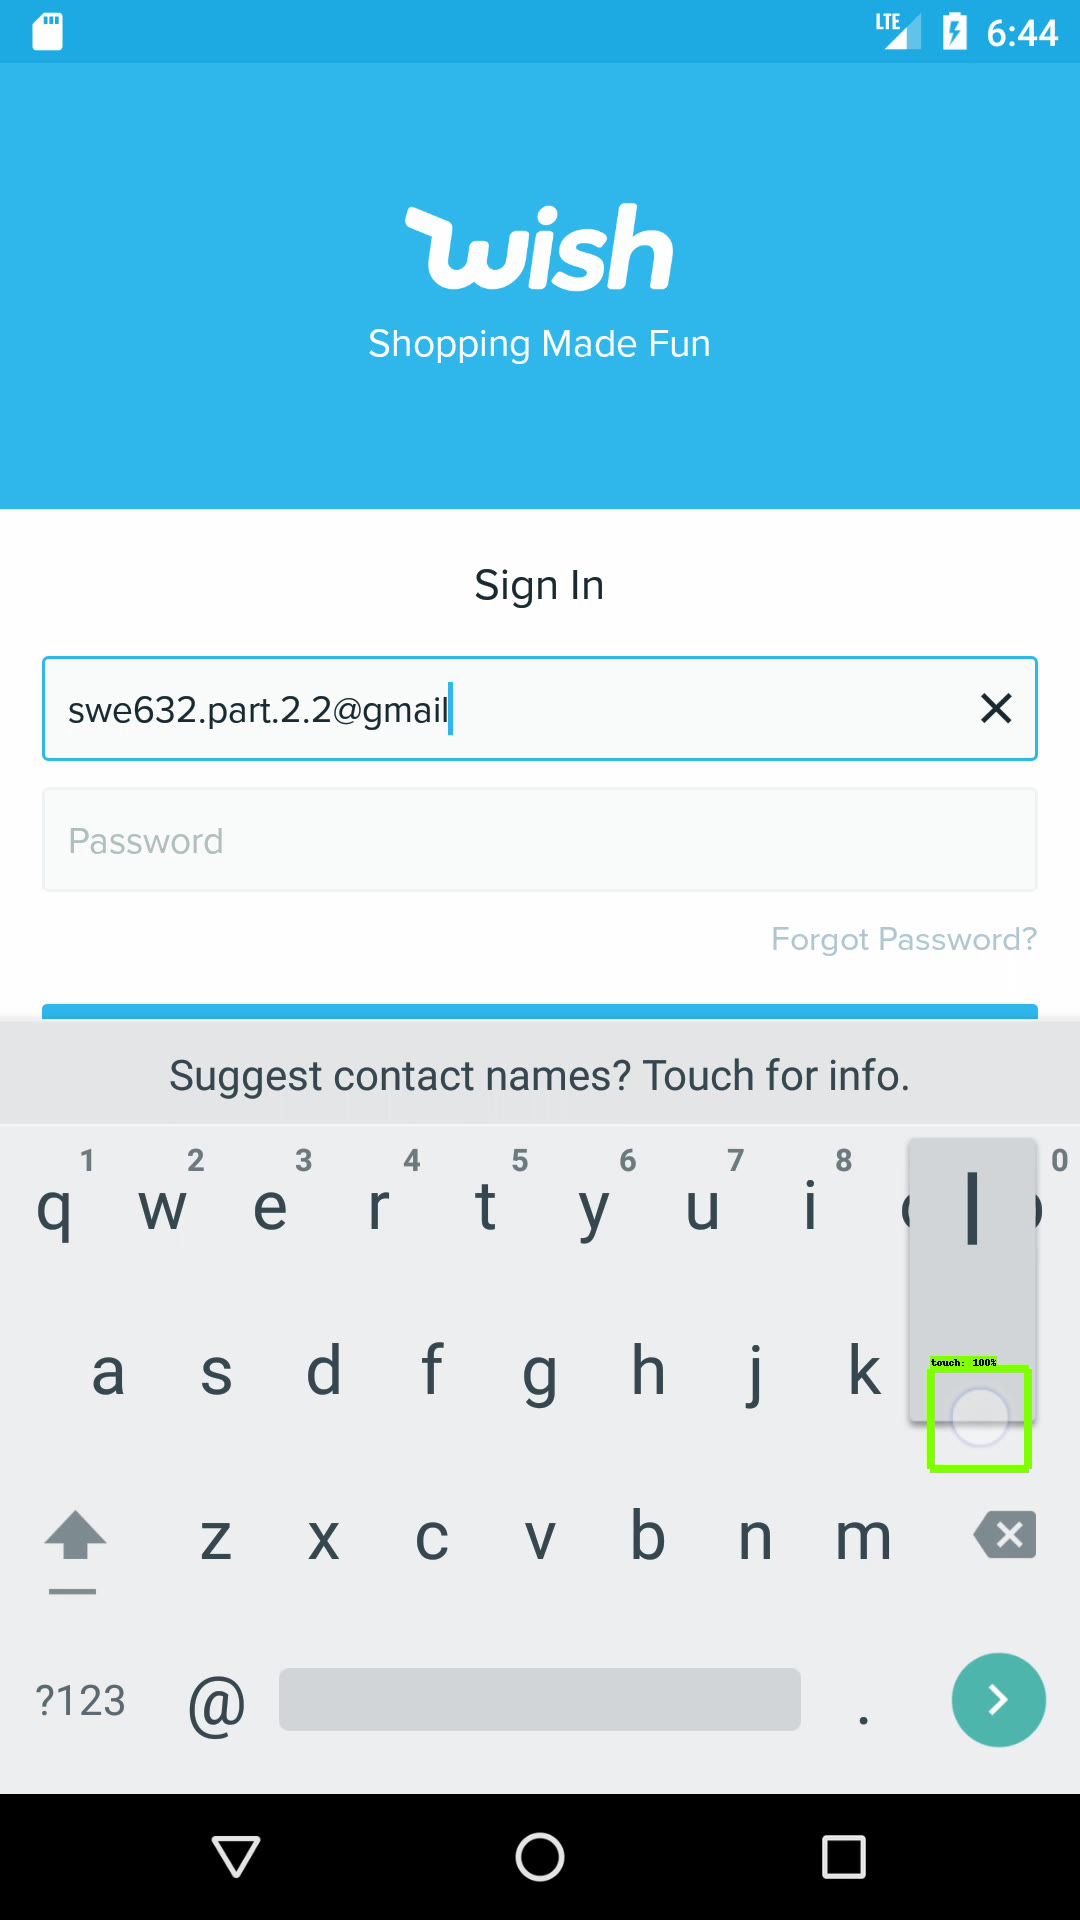 LTE 6:44
wish
Shopping Made Fun
Sign In
swe632.part.2.2@gmail
Password
Forgot Password?
Suggest contact names? Touch for info.
1 2 3 4 5 6 7 8 0
q w e r t y u i l
a s d f g h j k
touch: 100%
z x c v b n m
?123 @ .